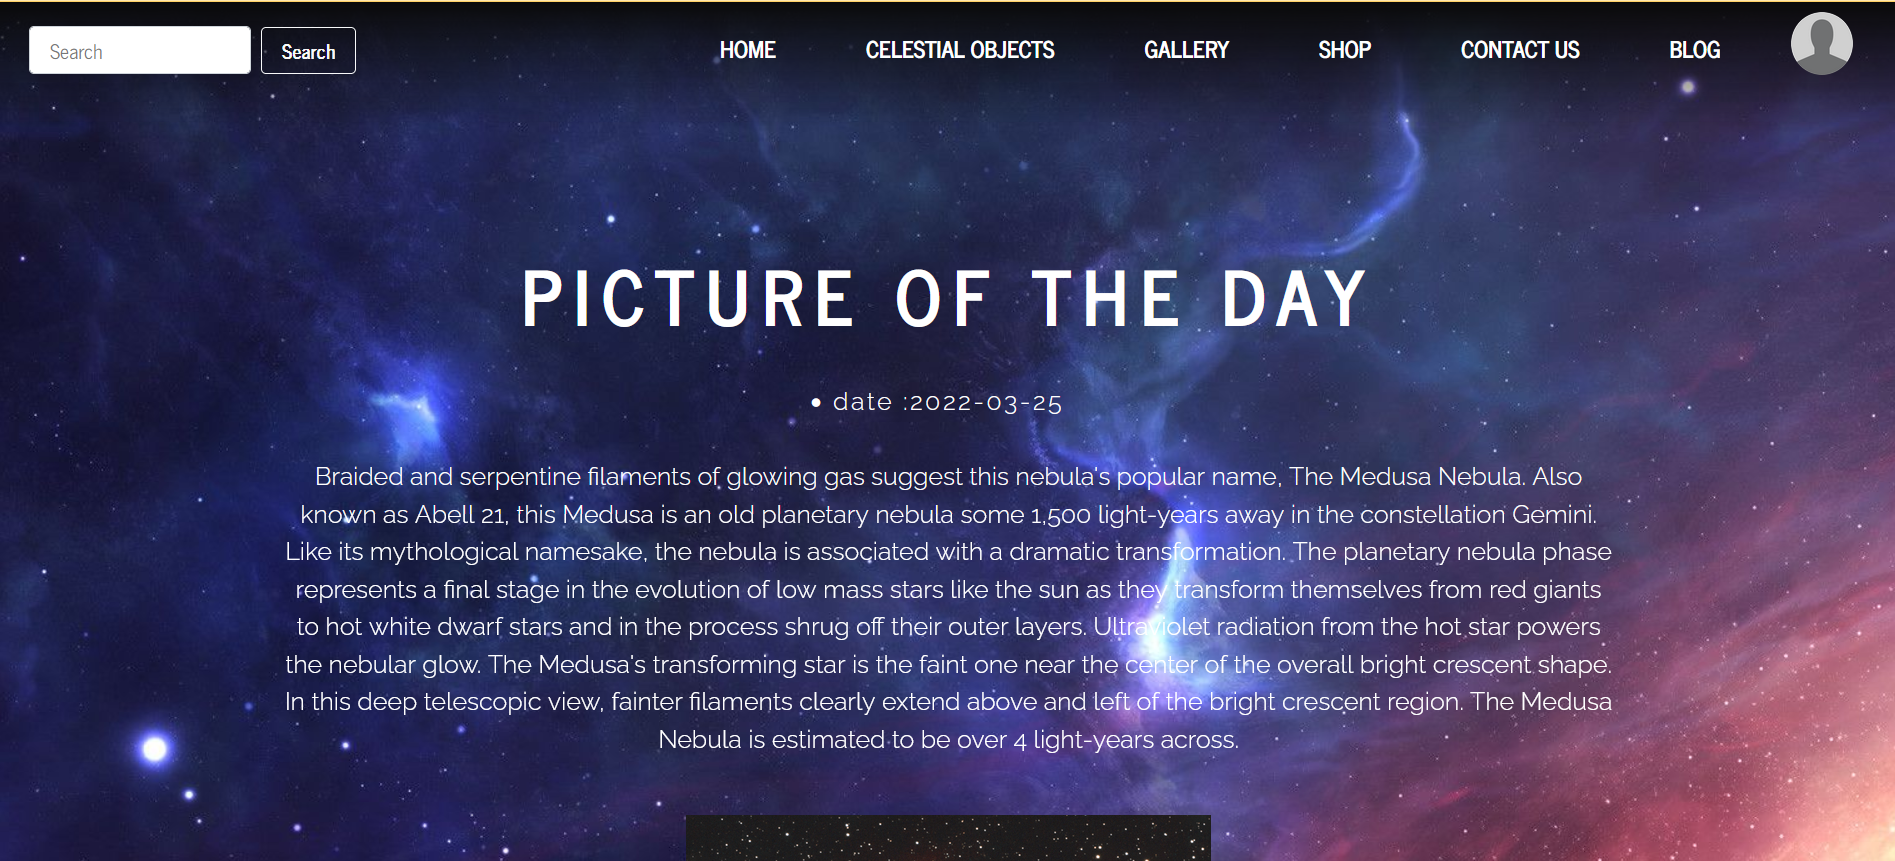 Search Search HOME CELESTIAL OBJECTS GALLERY SHOP CONTACT US BLOG
PICTURE OF THE DAY
• date :2022-03-25
Braided and serpentine filaments of glowing gas suggest this nebula's popular name, The Medusa Nebula. Also
known as Abell 21, this Medusa is an old planetary nebula some 1,500 light-years away in the constellation Gemini.
Like its mythological namesake, the nebula is associated with a dramatic transformation. The planetary nebula phase
represents a final stage in the evolution of low mass stars like the sun as they transform themselves from red giants
to hot white dwarf stars and in the process shrug off their outer layers. Ultraviolet radiation from the hot star powers
the nebular glow. The Medusa's transforming star is the faint one near the center of the overall bright crescent shape.
In this deep telescopic view, fainter filaments clearly extend above and left of the bright crescent region. The Medusa
Nebula is estimated to be over 4 light-years across.